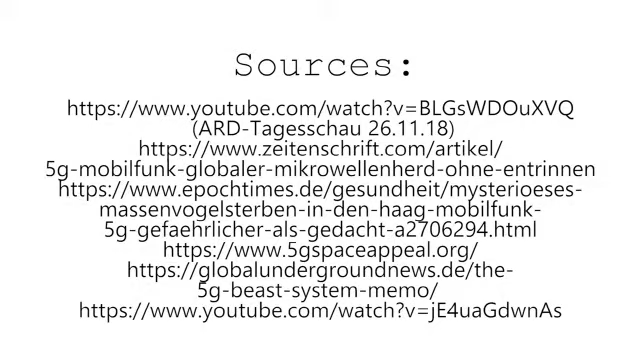 Sources:
https://www.youtube.com/watch?v=BLGsWDOuXVQ
(ARD-Tagesschau 26.11.18)
https://www.zeitenschrift.com/artikel/
5g-mobilfunk-globaler-mikrowellenherd-ohne-entrinnen
https://www.epochtimes.de/gesundheit/mysterioeses-
massenvogelsterben-in-den-haag-mobilfunk-
5g-gefaehrlicher-als-gedacht-a2706294.html
https://www.5gspaceappeal.org/
https://globalundergroundnews.de/the-
5g-beast-system-memo/
https://www.youtube.com/watch?v=jE4uaGdwnAs